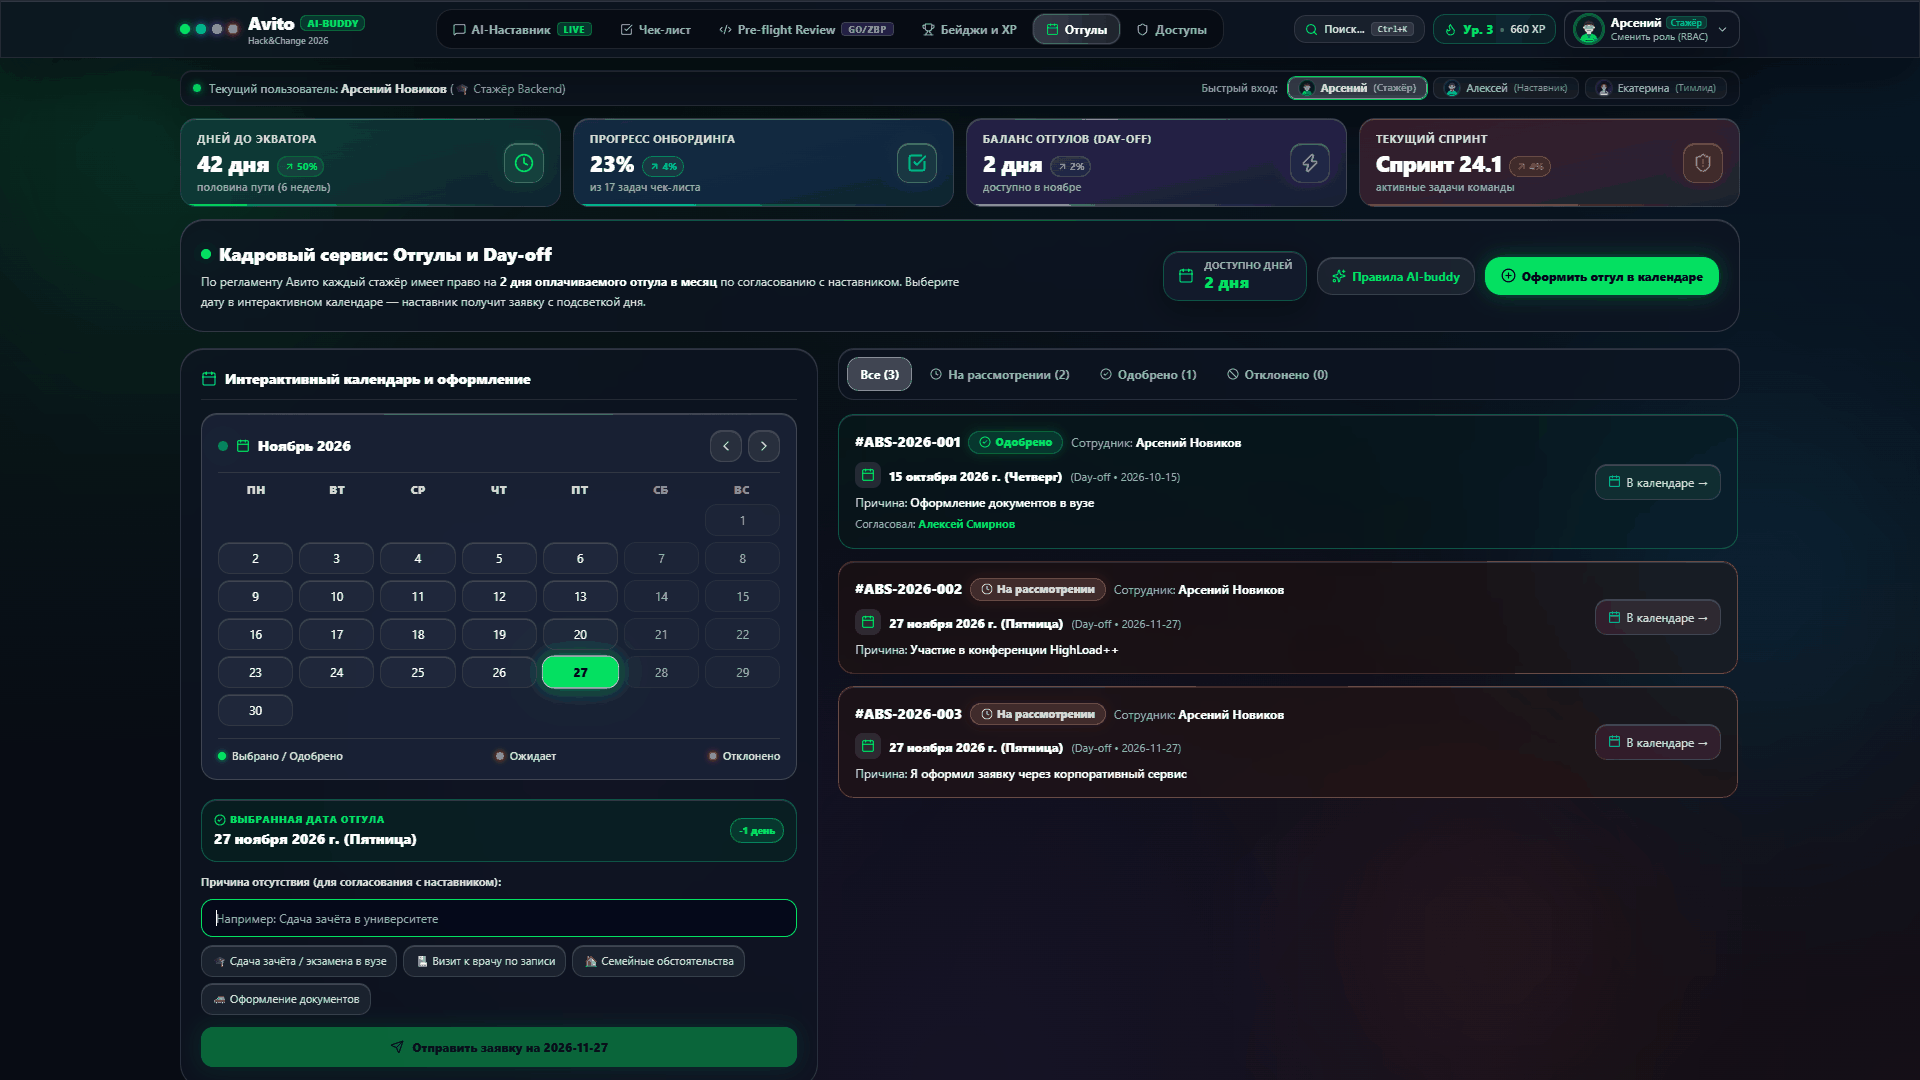 Avito AI-BUDDY
Hack&Change 2026
AI-Наставник LIVE
Чек-лист
Pre-flight Review GO/ZBP
Бейджи и XP
Отгулы
Доступы
Поиск... Ctrl+K
Ур. 3 • 660 XP
Арсений Стажёр
Сменить роль (RBAC)
Текущий пользователь: Арсений Новиков ( Стажёр Backend)
Быстрый вход: Арсений (Стажёр) Алексей (Наставник) Екатерина (Тимлид)
ДНЕЙ ДО ЭКВАТОРА
42 дня ↗ 50%
половина пути (6 недель)
ПРОГРЕСС ОНБОРДИНГА
23% ↗ 4%
из 17 задач чек-листа
БАЛАНС ОТГУЛОВ (DAY-OFF)
2 дня ↗ 2%
доступно в ноябре
ТЕКУЩИЙ СПРИНТ
Спринт 24.1 ↗ 4%
активные задачи команды
Кадровый сервис: Отгулы и Day-off
По регламенту Авито каждый стажёр имеет право на 2 дня оплачиваемого отгула в месяц по согласованию с наставником. Выберите
дату в интерактивном календаре — наставник получит заявку с подсветкой дня.
ДОСТУПНО ДНЕЙ
2 дня
Правила AI-buddy
Оформить отгул в календаре
Интерактивный календарь и оформление
Ноябрь 2026
ПН ВТ СР ЧТ ПТ СБ ВС
1
2 3 4 5 6 7 8
9 10 11 12 13 14 15
16 17 18 19 20 21 22
23 24 25 26 27 28 29
30
Выбрано / Одобрено Ожидает Отклонено
ВЫБРАННАЯ ДАТА ОТГУЛА
27 ноября 2026 г. (Пятница)
-1 день
Причина отсутствия (для согласования с наставником):
Например: Сдача зачёта в университете
Сдача зачёта / экзамена в вузе
Визит к врачу по записи
Семейные обстоятельства
Оформление документов
Отправить заявку на 2026-11-27
Все (3) На рассмотрении (2) Одобрено (1) Отклонено (0)
#ABS-2026-001 Одобрено Сотрудник: Арсений Новиков
15 октября 2026 г. (Четверг) (Day-off • 2026-10-15)
Причина: Оформление документов в вузе
Согласовал: Алексей Смирнов
В календаре →
#ABS-2026-002 На рассмотрении Сотрудник: Арсений Новиков
27 ноября 2026 г. (Пятница) (Day-off • 2026-11-27)
Причина: Участие в конференции HighLoad++
В календаре →
#ABS-2026-003 На рассмотрении Сотрудник: Арсений Новиков
27 ноября 2026 г. (Пятница) (Day-off • 2026-11-27)
Причина: Я оформил заявку через корпоративный сервис
В календаре →